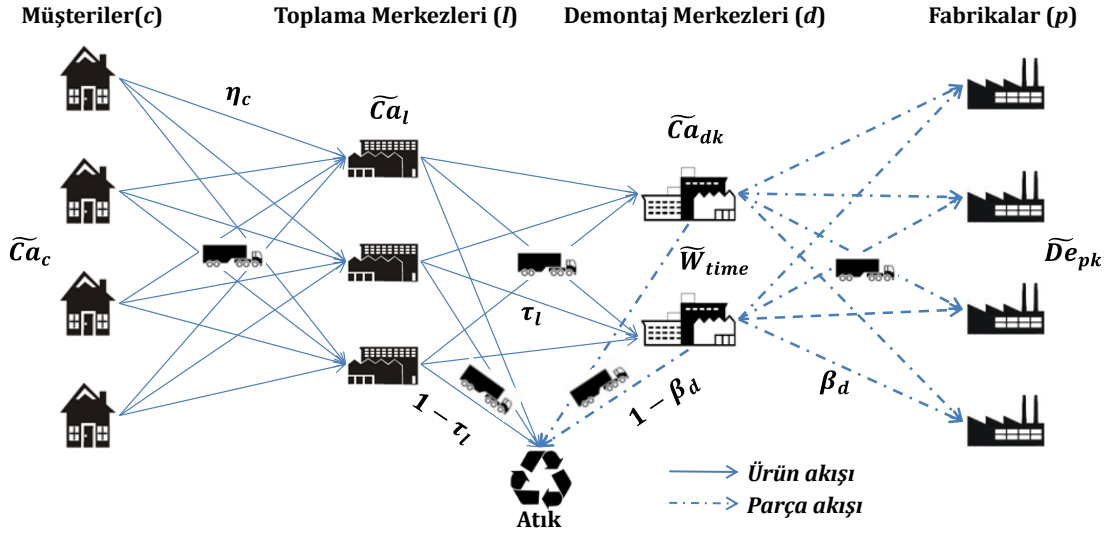 Müşteriler(c)
Toplama Merkezleri (l)
Demontaj Merkezleri (d)
Fabrikalar (p)
η_c
C͠a_l
C͠a_dk
C͠a_c
W͠_time
D͠e_pk
τ_l
1 − τ_l
1 − β_d
β_d
Ürün akışı
Parça akışı
Atık